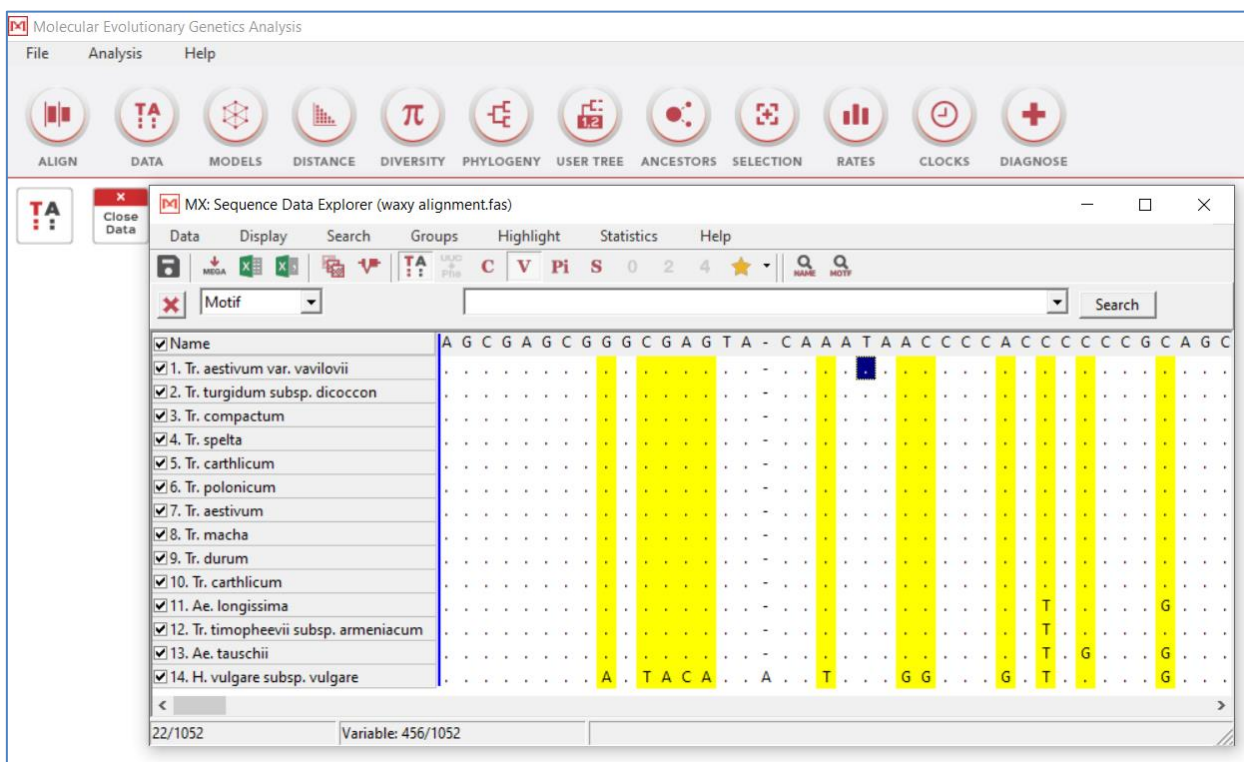 Molecular Evolutionary Genetics Analysis
File Analysis Help
ALIGN DATA MODELS DISTANCE DIVERSITY PHYLOGENY USER TREE ANCESTORS SELECTION RATES CLOCKS DIAGNOSE
TA
Close
Data
MX: Sequence Data Explorer (waxy alignment.fas)
Data Display Search Groups Highlight Statistics Help
MEGA TA UUC Phe C V Pi S 0 2 4 NAME MOTIF
Motif Search
Name A G C G A G C G G G C G A G T A - C A A A T A A C C C C A C C C C C C G C A G C
1. Tr. aestivum var. vavilovii . . . . . . . . . . . . . . . . - . . . . . . . . . . . . . . . . . . . . . . .
2. Tr. turgidum subsp. dicoccon . . . . . . . . . . . . . . . . - . . . . . . . . . . . . . . . . . . . . . . .
3. Tr. compactum . . . . . . . . . . . . . . . . - . . . . . . . . . . . . . . . . . . . . . . .
4. Tr. spelta . . . . . . . . . . . . . . . . - . . . . . . . . . . . . . . . . . . . . . . .
5. Tr. carthlicum . . . . . . . . . . . . . . . . - . . . . . . . . . . . . . . . . . . . . . . .
6. Tr. polonicum . . . . . . . . . . . . . . . . - . . . . . . . . . . . . . . . . . . . . . . .
7. Tr. aestivum . . . . . . . . . . . . . . . . - . . . . . . . . . . . . . . . . . . . . . . .
8. Tr. macha . . . . . . . . . . . . . . . . - . . . . . . . . . . . . . . . . . . . . . . .
9. Tr. durum . . . . . . . . . . . . . . . . - . . . . . . . . . . . . . . . . . . . . . . .
10. Tr. carthlicum . . . . . . . . . . . . . . . . - . . . . . . . . . . . . . . . . . . . . . . .
11. Ae. longissima . . . . . . . . . . . . . . . . - . . . . . . . . . . . . . T . . . . . G . . .
12. Tr. timopheevii subsp. armeniacum . . . . . . . . . . . . . . . . - . . . . . . . . . . . . . T . . . . . . . . .
13. Ae. tauschii . . . . . . . . . . . . . . . . - . . . . . . . . . . . . . T . G . . . G . . .
14. H. vulgare subsp. vulgare . . . . . . . . A . T A C A . . A . . T . . . G G . . . G . T . . . . . G . . .
22/1052 Variable: 456/1052